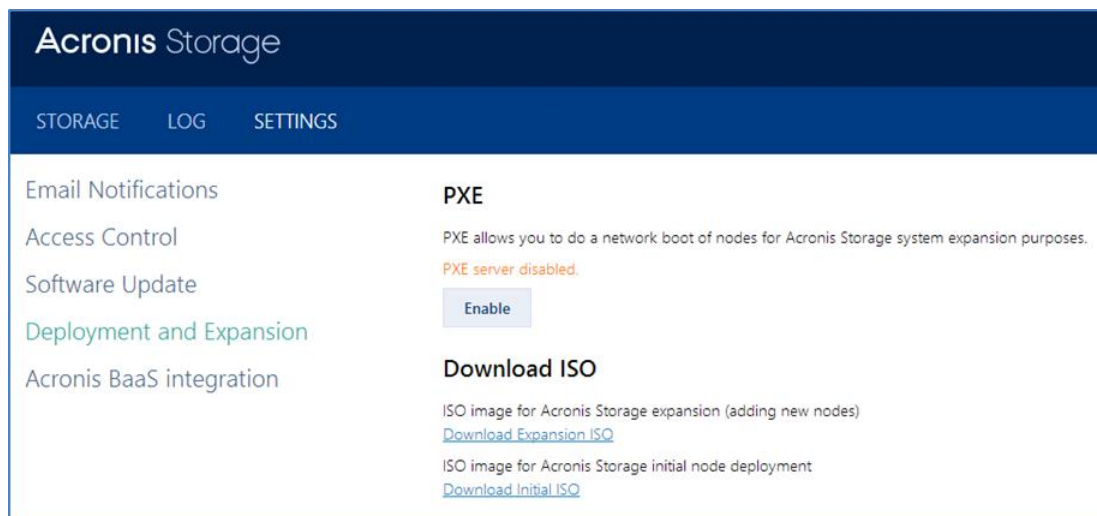 Acronis Storage
STORAGE LOG SETTINGS
Email Notifications
Access Control
Software Update
Deployment and Expansion
Acronis BaaS integration
PXE
PXE allows you to do a network boot of nodes for Acronis Storage system expansion purposes.
PXE server disabled.
Enable
Download ISO
ISO image for Acronis Storage expansion (adding new nodes)
Download Expansion ISO
ISO image for Acronis Storage initial node deployment
Download Initial ISO